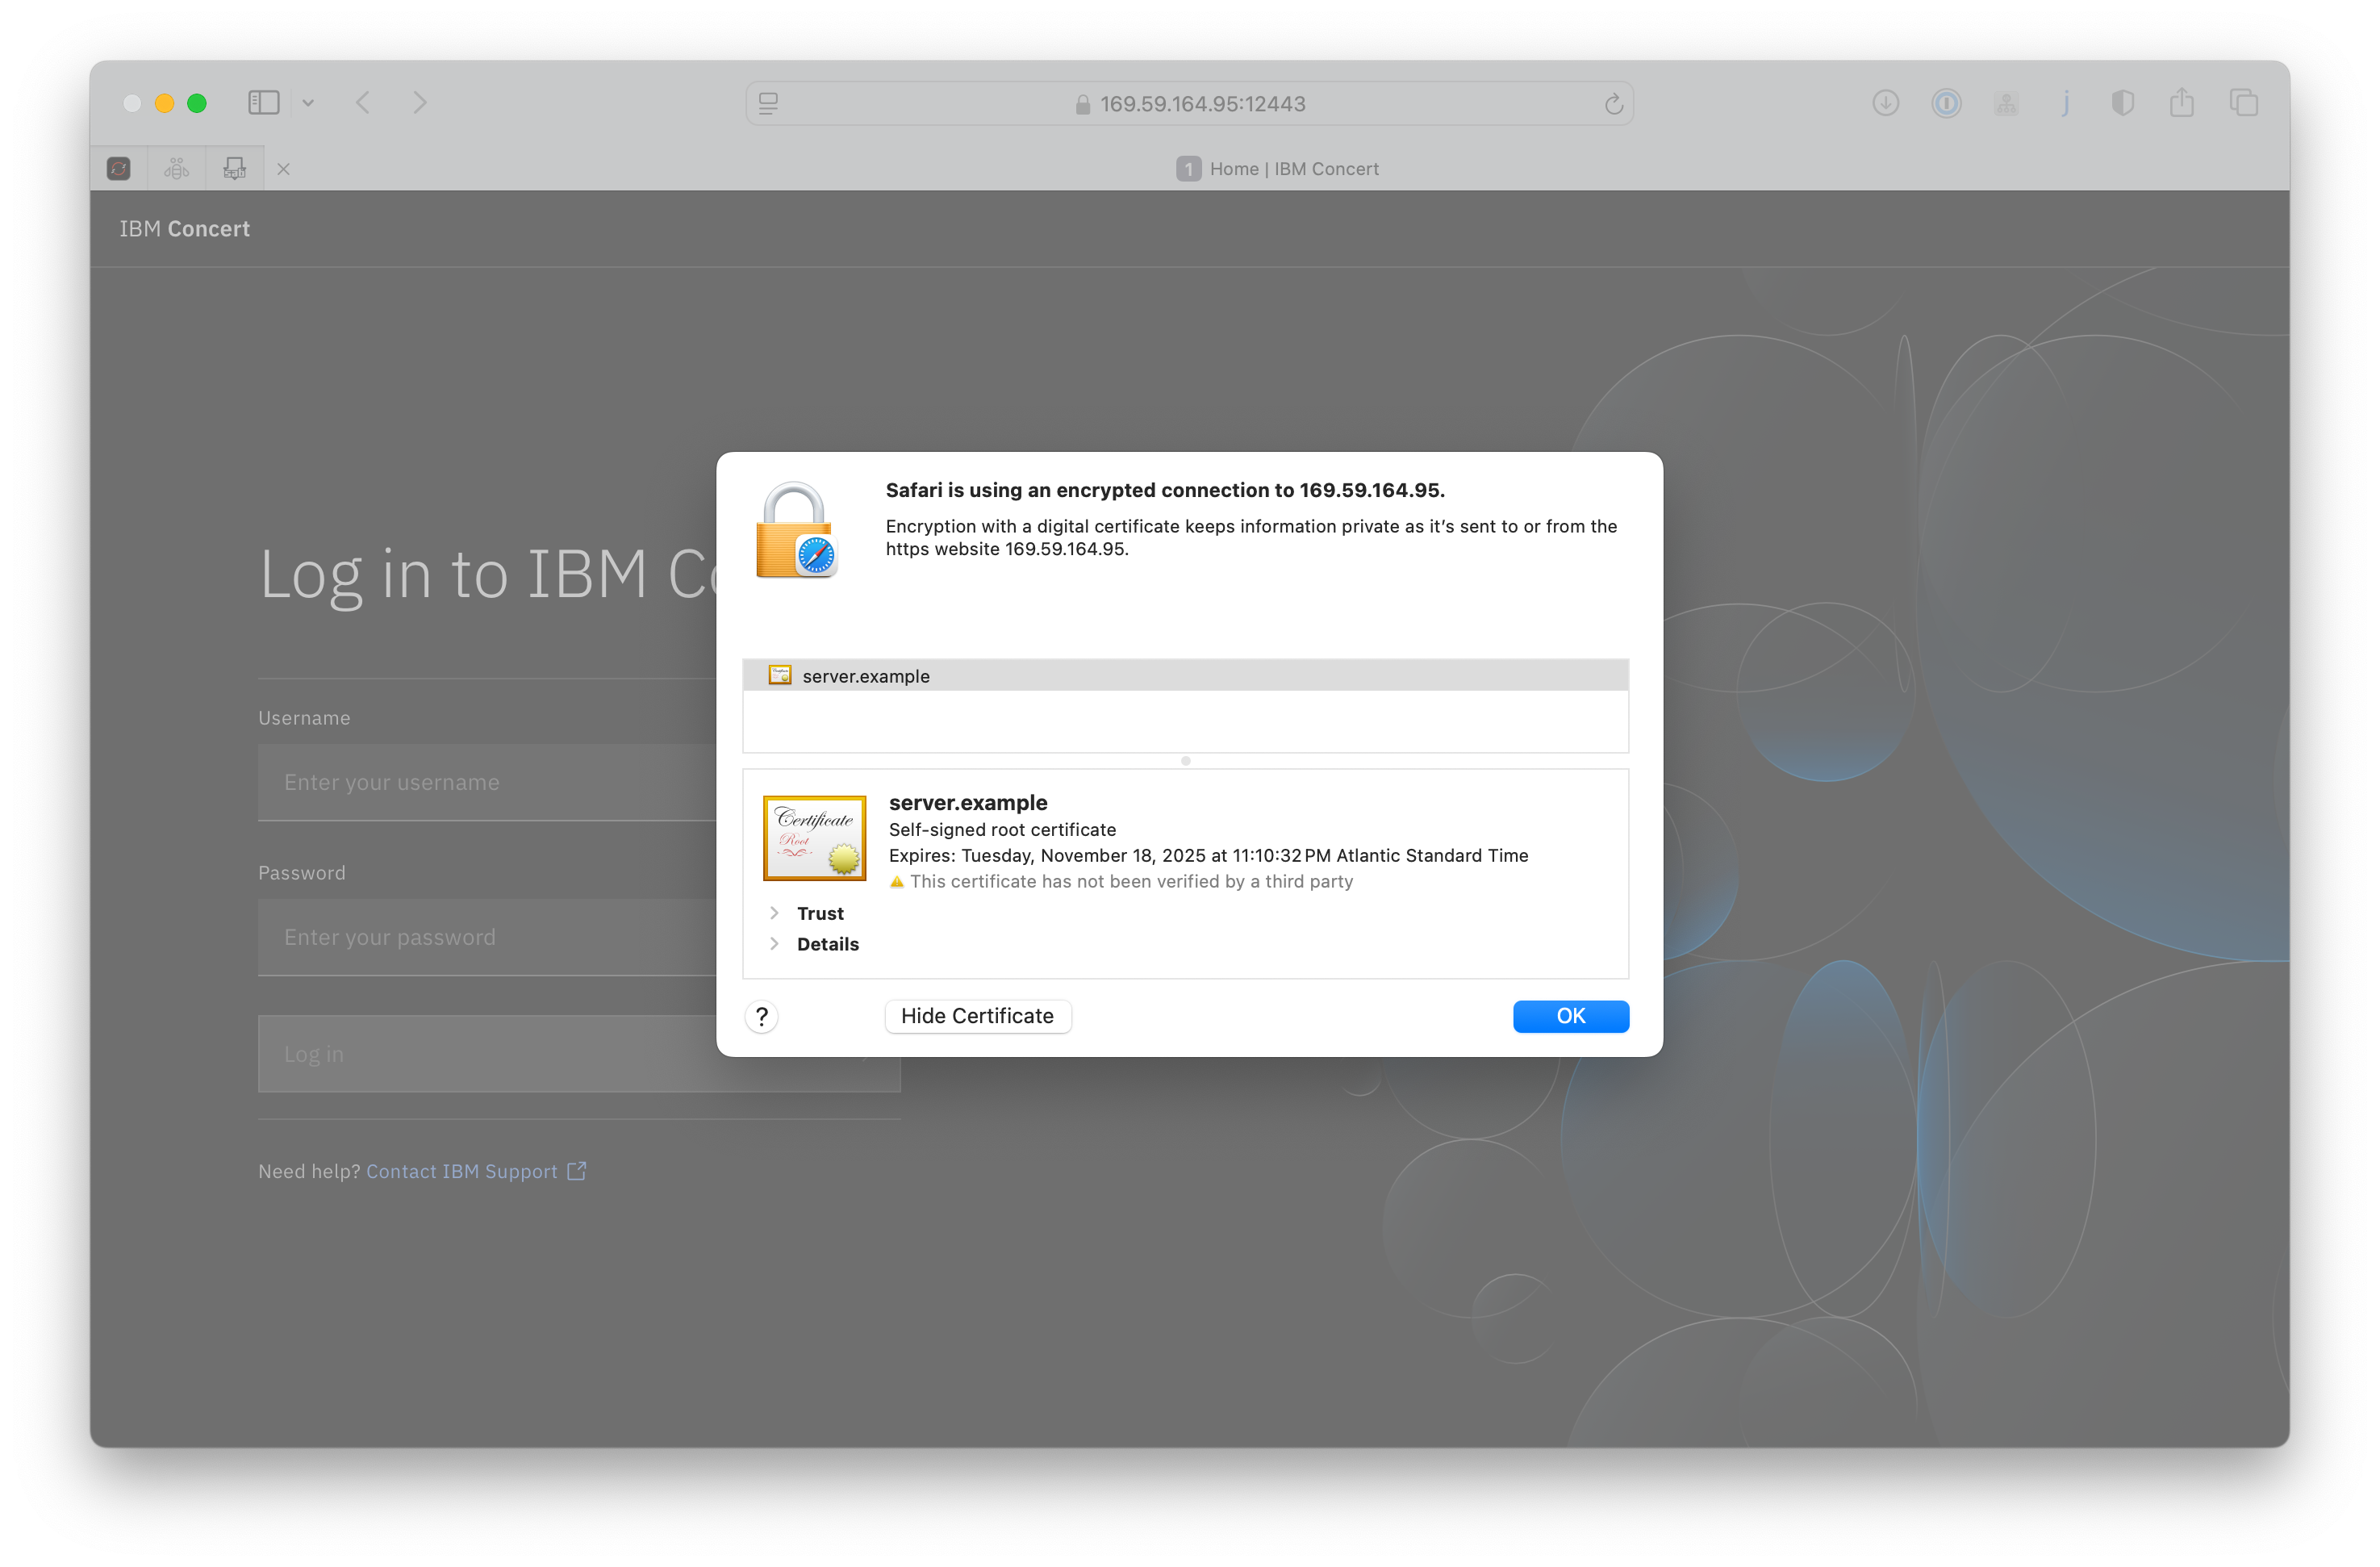 169.59.164.95:12443
1 Home | IBM Concert
IBM Concert
Safari is using an encrypted connection to 169.59.164.95.
Encryption with a digital certificate keeps information private as it’s sent to or from the
https website 169.59.164.95.
Log in to IBM Co
server.example
Username
Enter your username
Certificate
Root
server.example
Self-signed root certificate
Expires: Tuesday, November 18, 2025 at 11:10:32 PM Atlantic Standard Time
This certificate has not been verified by a third party
Password
Trust
Enter your password
Details
? Hide Certificate OK
Log in
Need help? Contact IBM Support